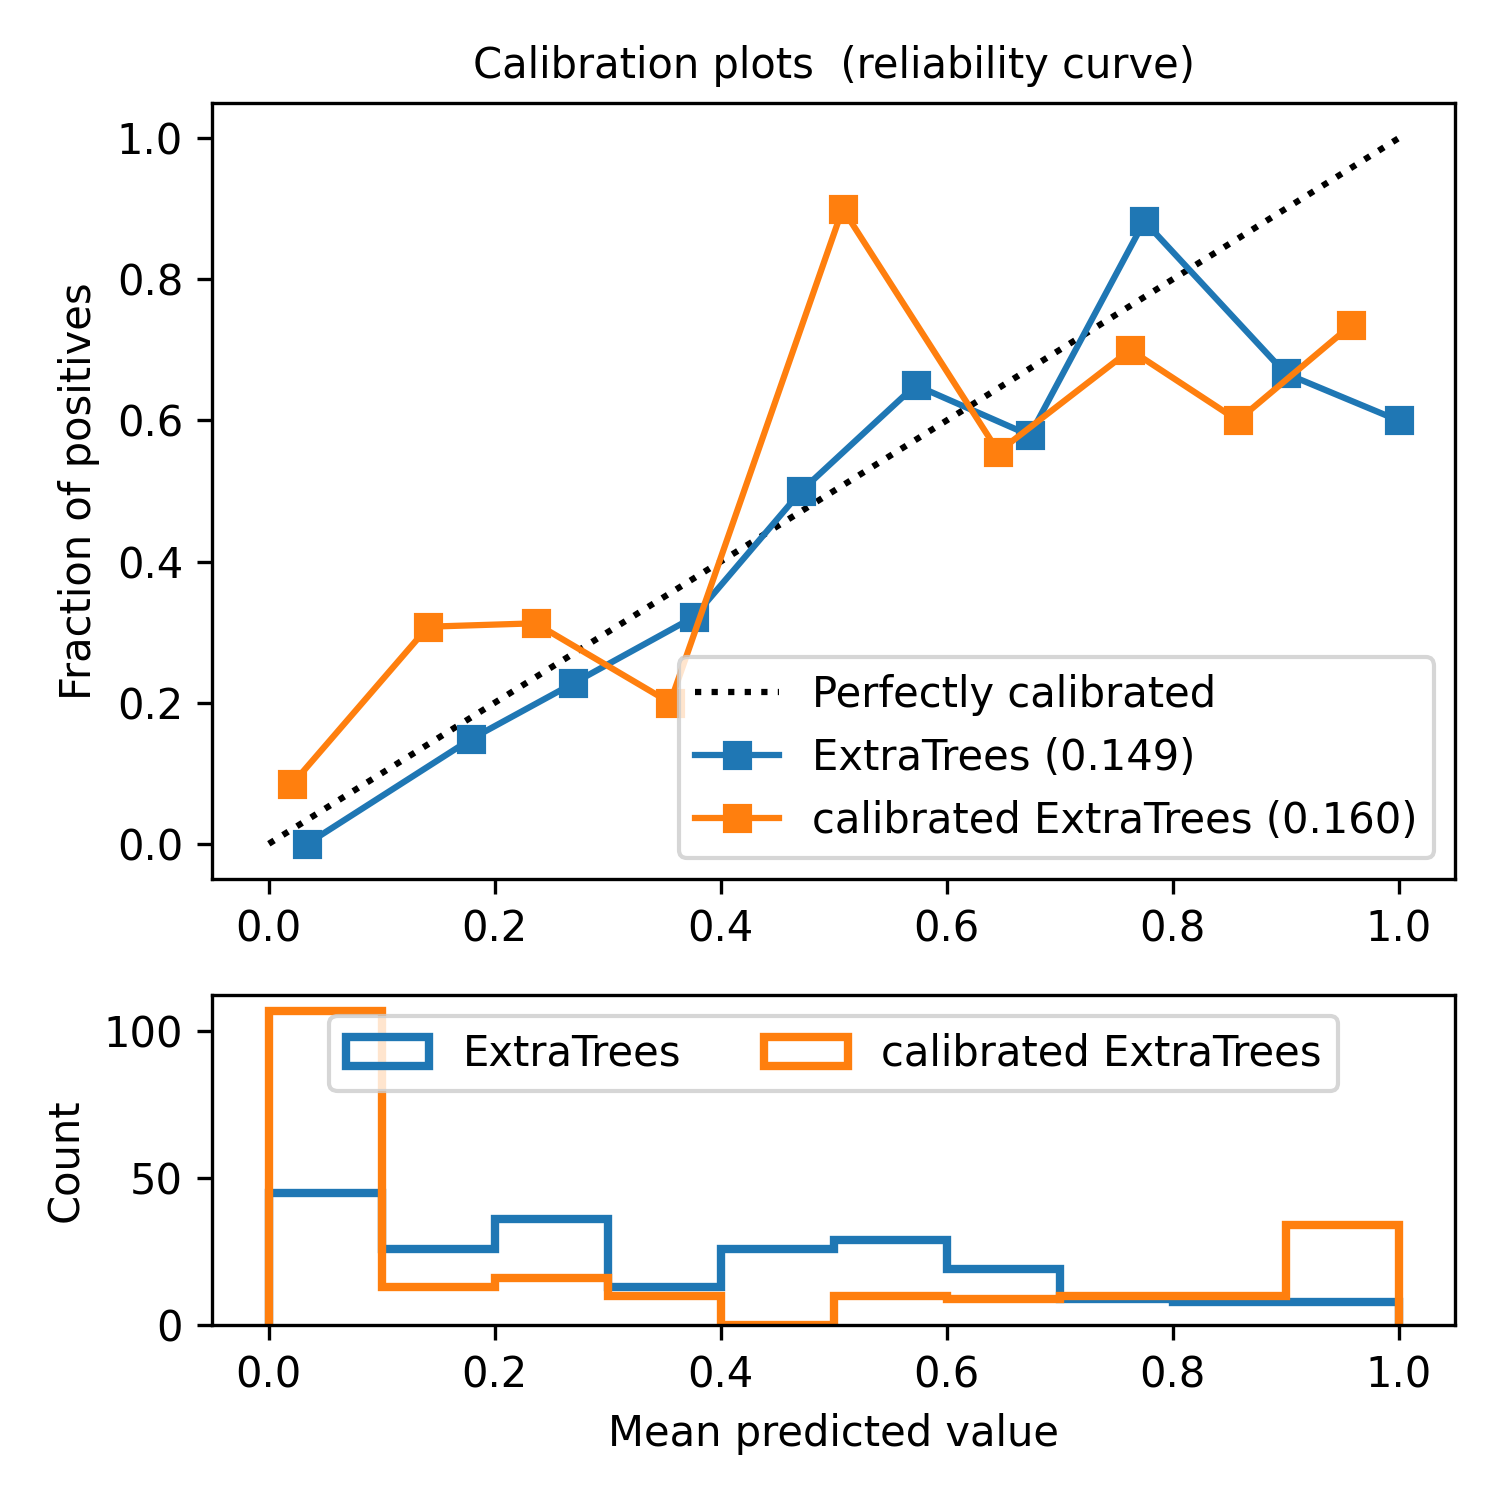 Calibration plots  (reliability curve)
1.0
0.8
0.6
0.4
0.2
0.0
Fraction of positives
Perfectly calibrated
ExtraTrees (0.149)
calibrated ExtraTrees (0.160)
0.0 0.2 0.4 0.6 0.8 1.0
100
50
0
Count
ExtraTrees calibrated ExtraTrees
0.0 0.2 0.4 0.6 0.8 1.0
Mean predicted value